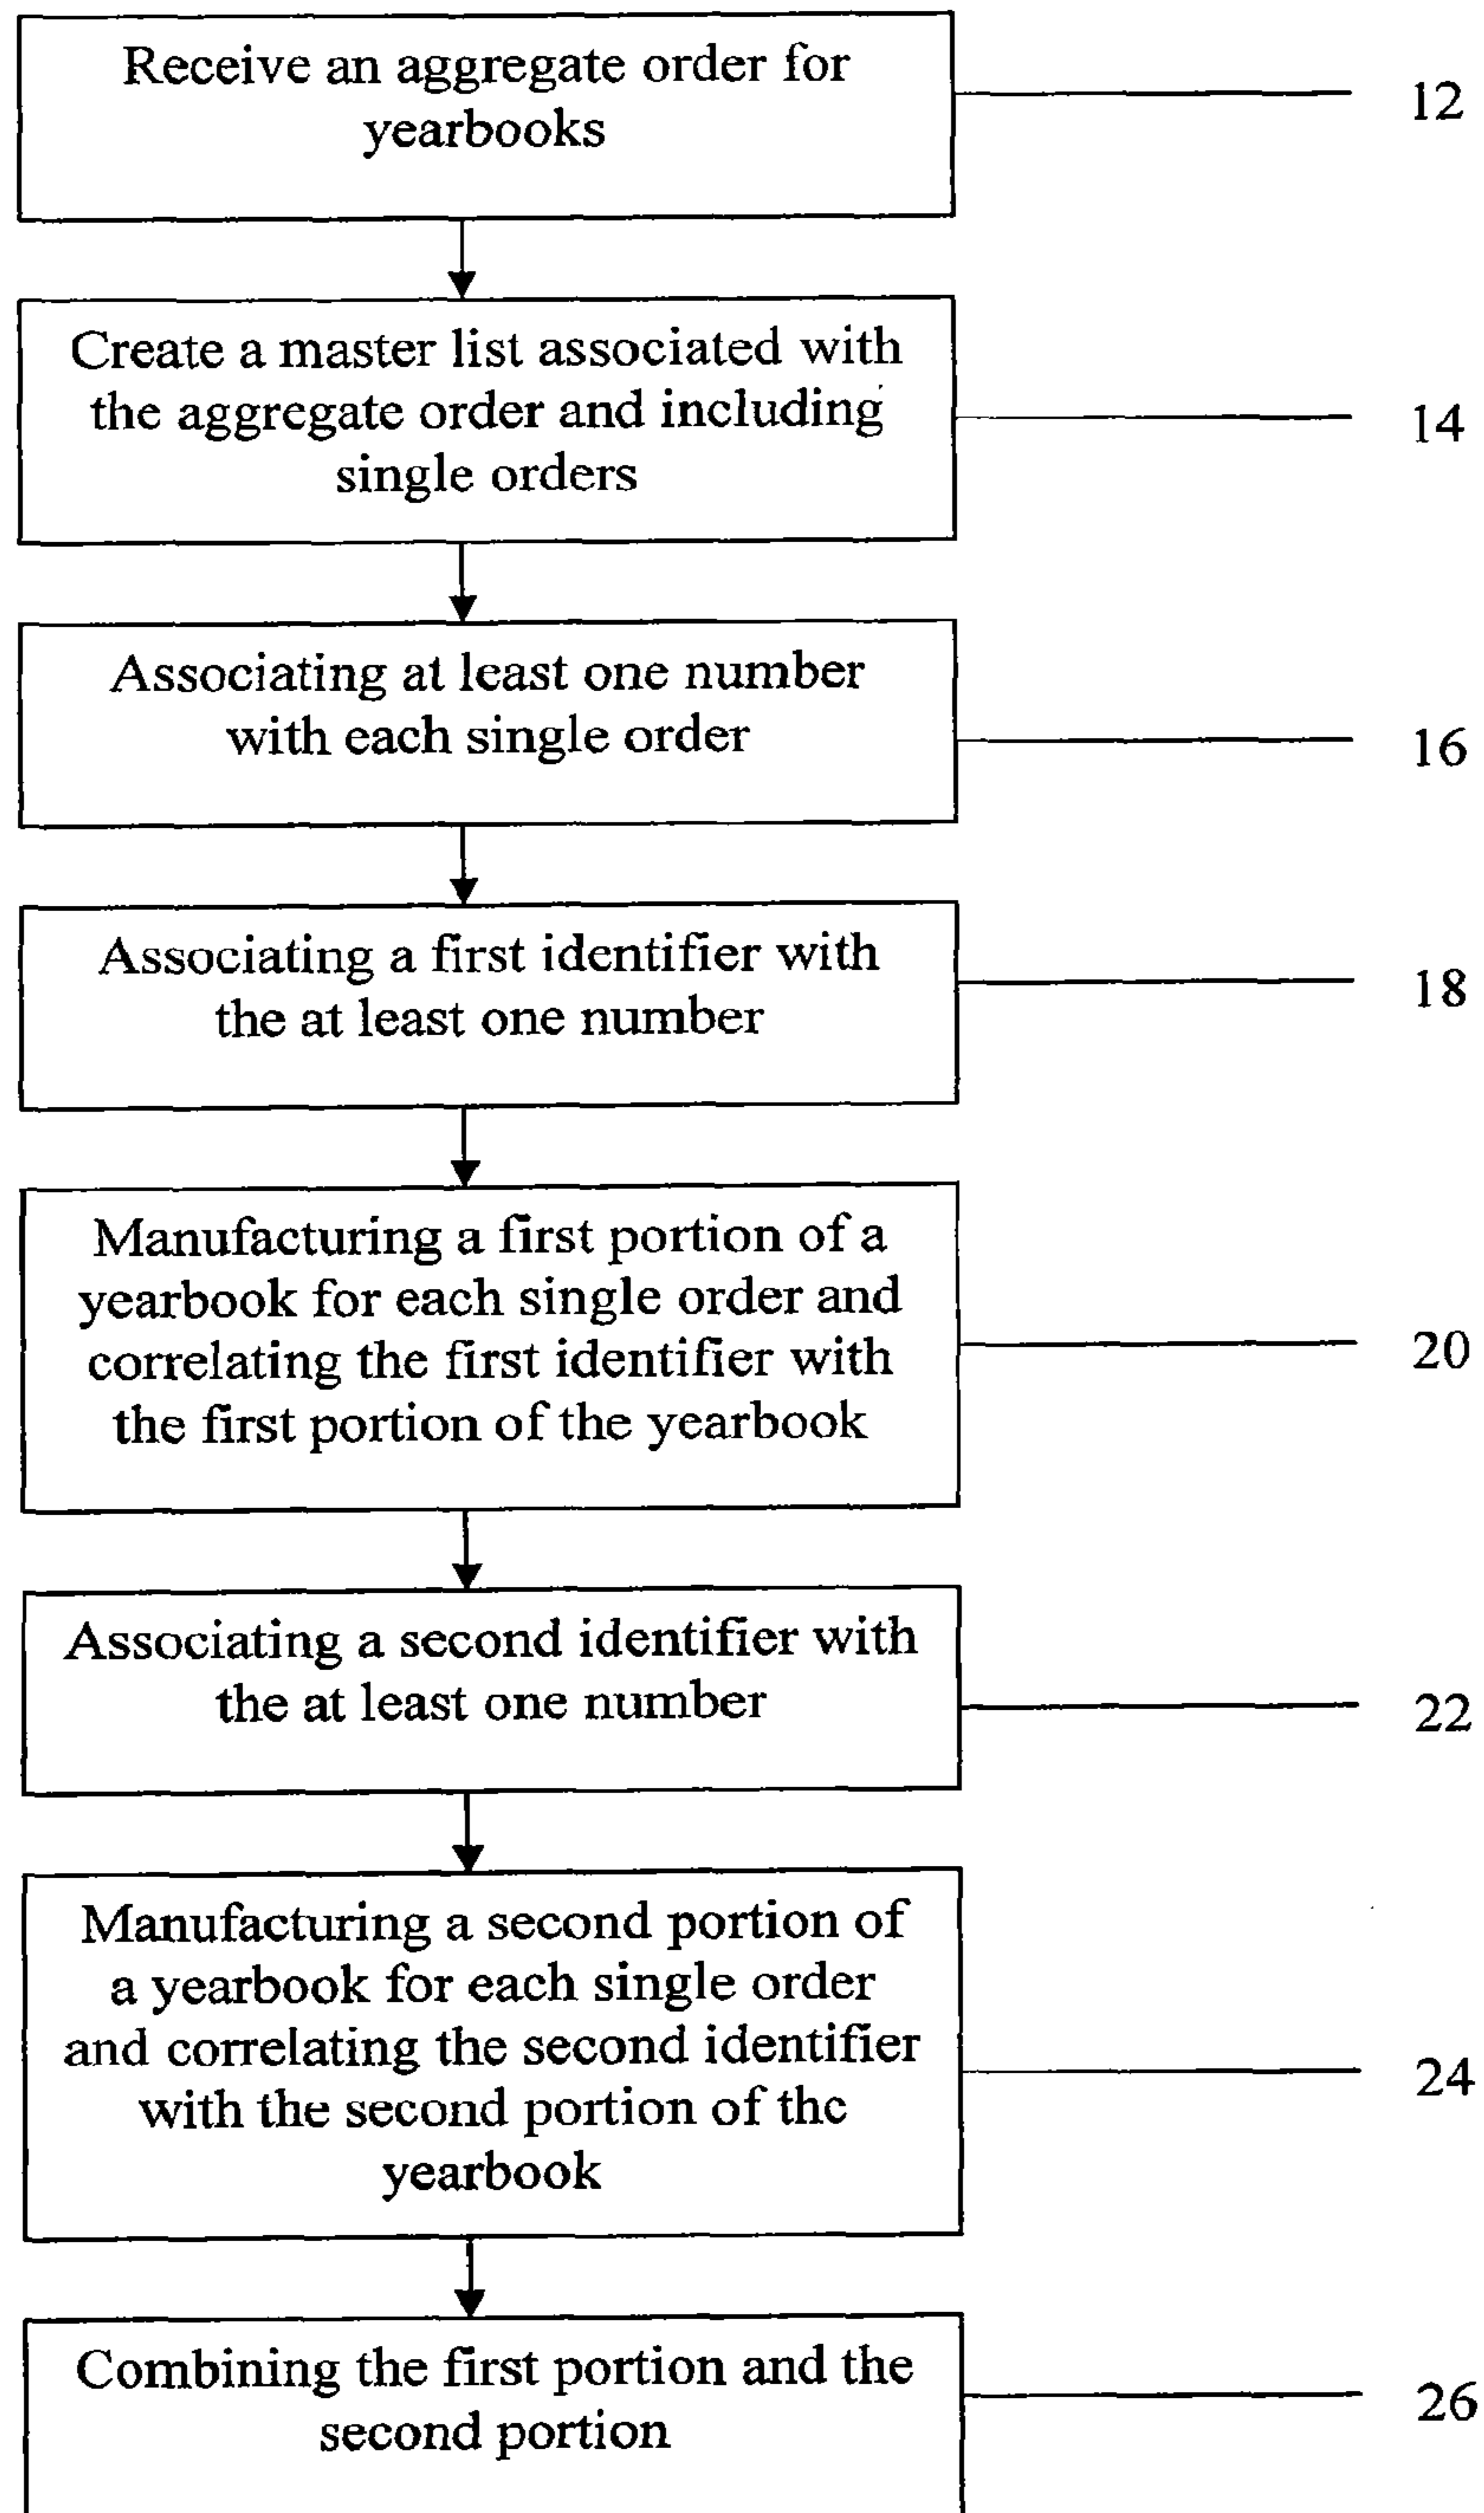 Receive an aggregate order for
yearbooks
12
Create a master list associated with
the aggregate order and including
single orders
14
Associating at least one number
with each single order
16
Associating a first identifier with
the at least one number
18
Manufacturing a first portion of a
yearbook for each single order and
correlating the first identifier with
the first portion of the yearbook
20
Associating a second identifier with
the at least one number
22
Manufacturing a second portion of
a yearbook for each single order
and correlating the second identifier
with the second portion of the
yearbook
24
Combining the first portion and the
second portion
26